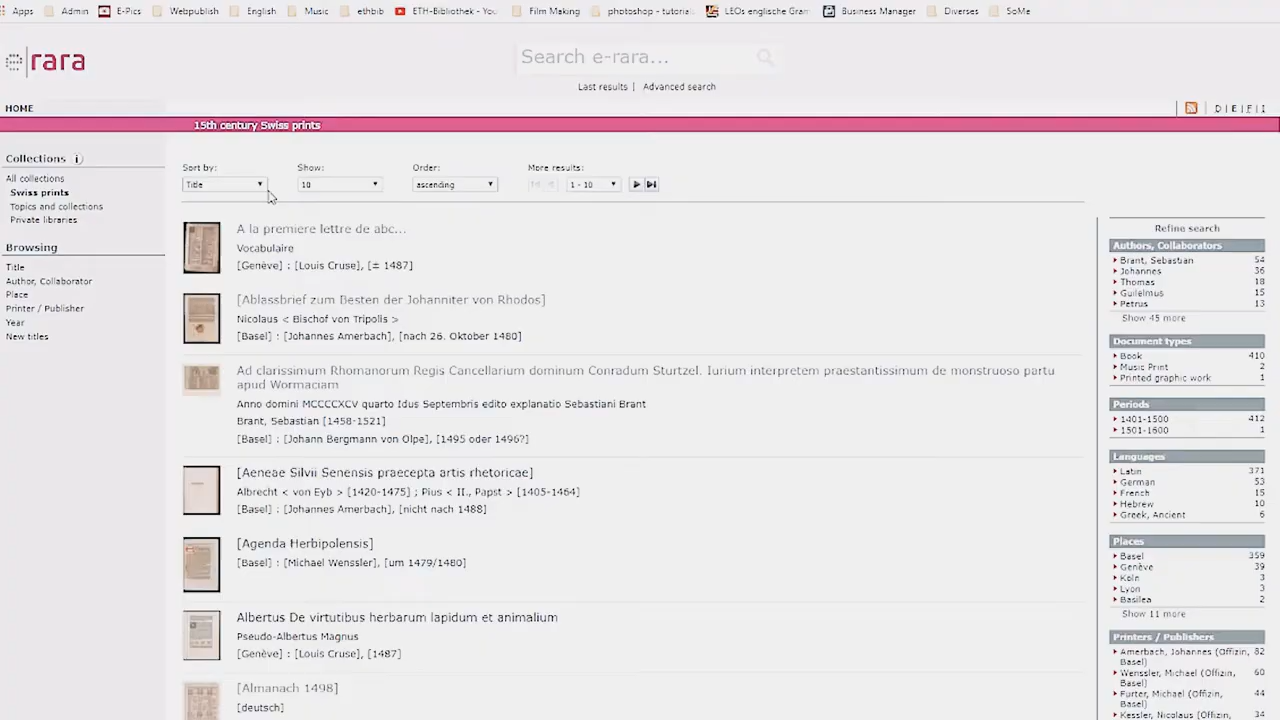 Apps Admin E-Pics Webpublish English Music ethbib ETH-Bibliothek - You Film Making photoshop - tutorial LEOs englische Gram Business Manager Diverses SoMe
e|rara
Search e-rara...
Last results | Advanced search
HOME
D | E | F | I
15th century Swiss prints
Collections i
All collections
Swiss prints
Topics and collections
Private libraries
Browsing
Title
Author, Collaborator
Place
Printer / Publisher
Year
New titles
Sort by: Show: Order: More results:
Title 10 ascending 1 - 10
A la premiere lettre de abc...
Vocabulaire
[Genève] : [Louis Cruse], [± 1487]
[Ablassbrief zum Besten der Johanniter von Rhodos]
Nicolaus < Bischof von Tripolis >
[Basel] : [Johannes Amerbach], [nach 26. Oktober 1480]
Ad clarissimum Rhomanorum Regis Cancellarium dominum Conradum Sturtzel. Iurium interpretem praestantissimum de monstruoso partu
apud Wormaciam
Anno domini MCCCCXCV quarto Idus Septembris edito explanatio Sebastiani Brant
Brant, Sebastian [1458-1521]
[Basel] : [Johann Bergmann von Olpe], [1495 oder 1496?]
[Aeneae Silvii Senensis praecepta artis rhetoricae]
Albrecht < von Eyb > [1420-1475] ; Pius < II., Papst > [1405-1464]
[Basel] : [Johannes Amerbach], [nicht nach 1488]
[Agenda Herbipolensis]
[Basel] : [Michael Wenssler], [um 1479/1480]
Albertus De virtutibus herbarum lapidum et animalium
Pseudo-Albertus Magnus
[Genève] : [Louis Cruse], [1487]
[Almanach 1498]
[deutsch]
Refine search
Authors, Collaborators
Brant, Sebastian 54
Johannes 36
Thomas 18
Guilelmus 15
Petrus 13
Show 45 more
Document types
Book 410
Music Print 2
Printed graphic work 1
Periods
1401-1500 412
1501-1600 1
Languages
Latin 371
German 53
French 15
Hebrew 10
Greek, Ancient 6
Places
Basel 359
Genève 39
Köln 3
Lyon 3
Basilea 2
Show 11 more
Printers / Publishers
Amerbach, Johannes (Offizin, 82
Basel)
Wenssler, Michael (Offizin, 60
Basel)
Furter, Michael (Offizin, 44
Basel)
Kessler, Nicolaus (Offizin, 34